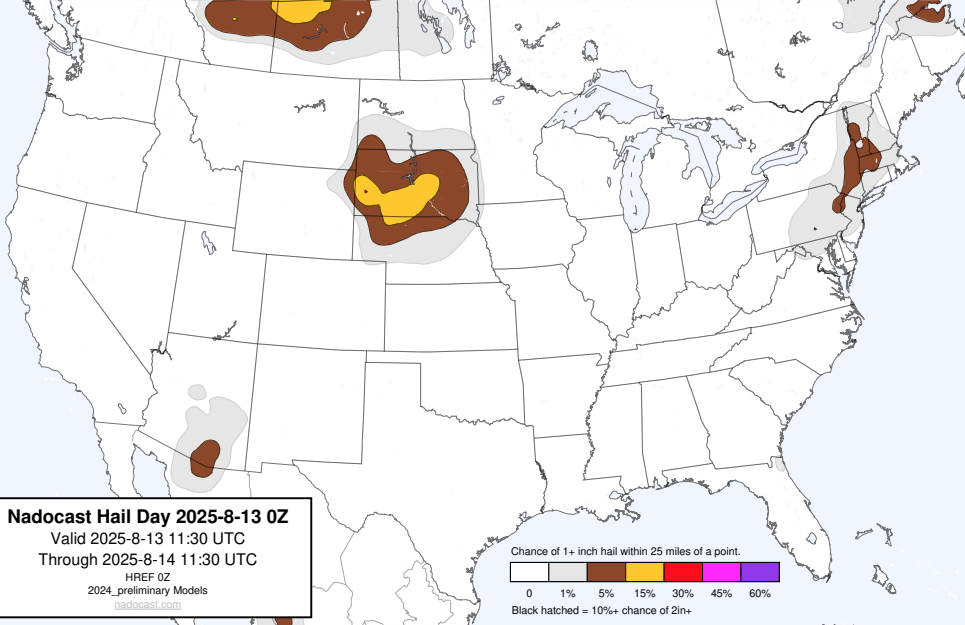 Nadocast Hail Day 2025-8-13 0Z
Valid 2025-8-13 11:30 UTC
Through 2025-8-14 11:30 UTC
HREF 0Z
2024_preliminary Models
nadocast.com
Chance of 1+ inch hail within 25 miles of a point.
0 1% 5% 15% 30% 45% 60%
Black hatched = 10%+ chance of 2in+